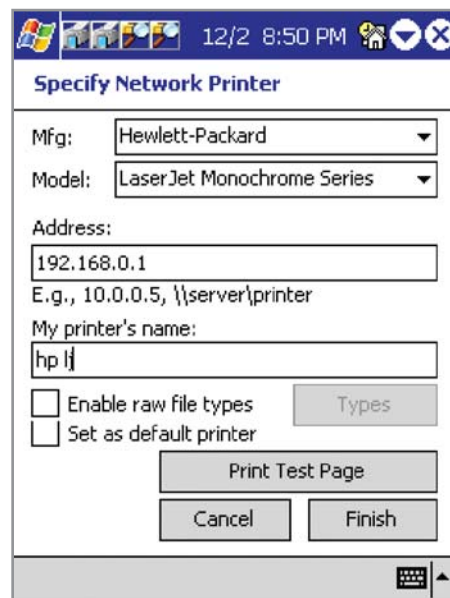 12/2 8:50 PM
Specify Network Printer
Mfg: Hewlett-Packard
Model: LaserJet Monochrome Series
Address:
192.168.0.1
E.g., 10.0.0.5, \\server\printer
My printer's name:
hp lj
Enable raw file types Types
Set as default printer
Print Test Page
Cancel Finish